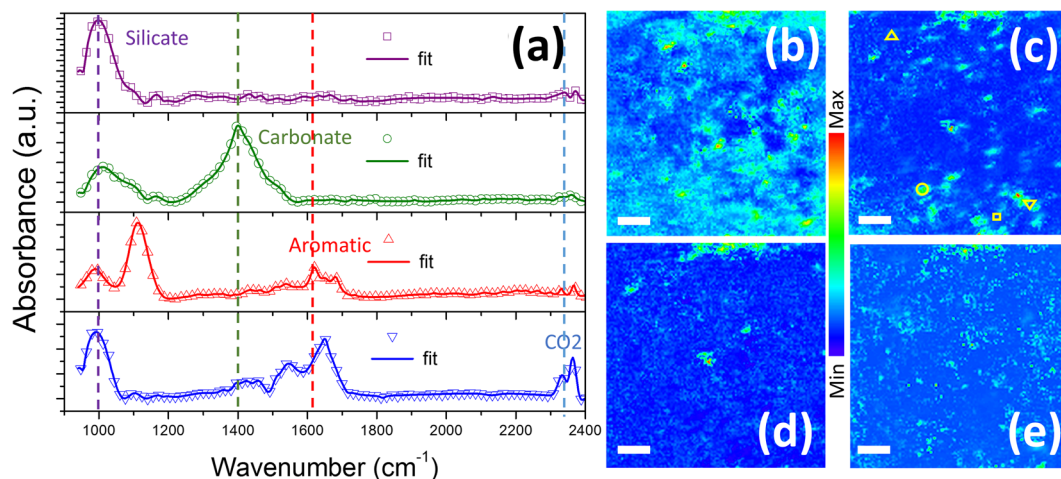 (a)
Silicate
fit
Carbonate
fit
Aromatic
fit
CO2
fit
Absorbance (a.u.)
1000 1200 1400 1600 1800 2000 2200 2400
Wavenumber (cm⁻¹)
(b)
(c)
Max
Min
(d)
(e)